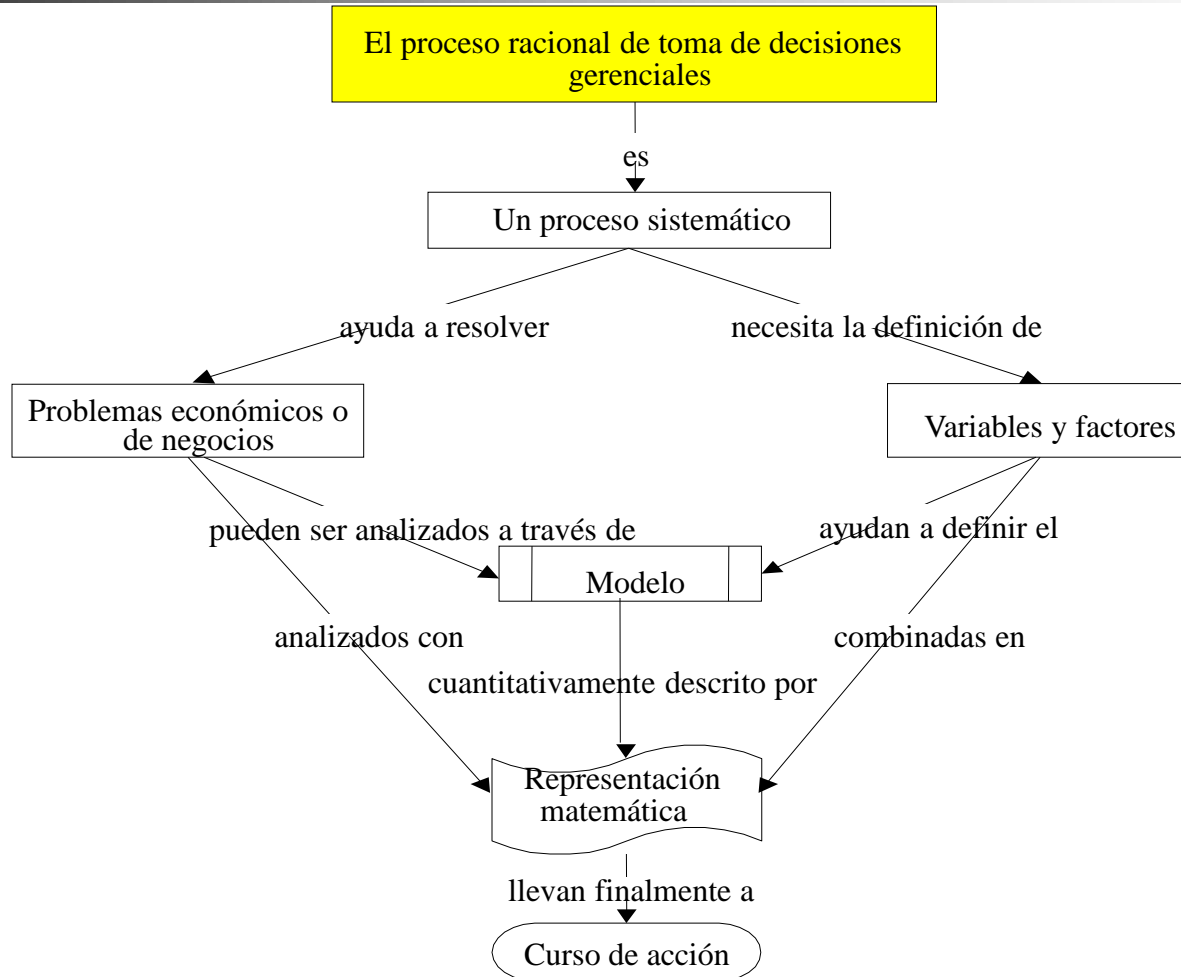 El proceso racional de toma de decisiones
gerenciales
es
Un proceso sistemático
ayuda a resolver
necesita la definición de
Problemas económicos o
de negocios
Variables y factores
pueden ser analizados a través de
ayudan a definir el
Modelo
analizados con
combinadas en
cuantitativamente descrito por
Representación
matemática
llevan finalmente a
Curso de acción